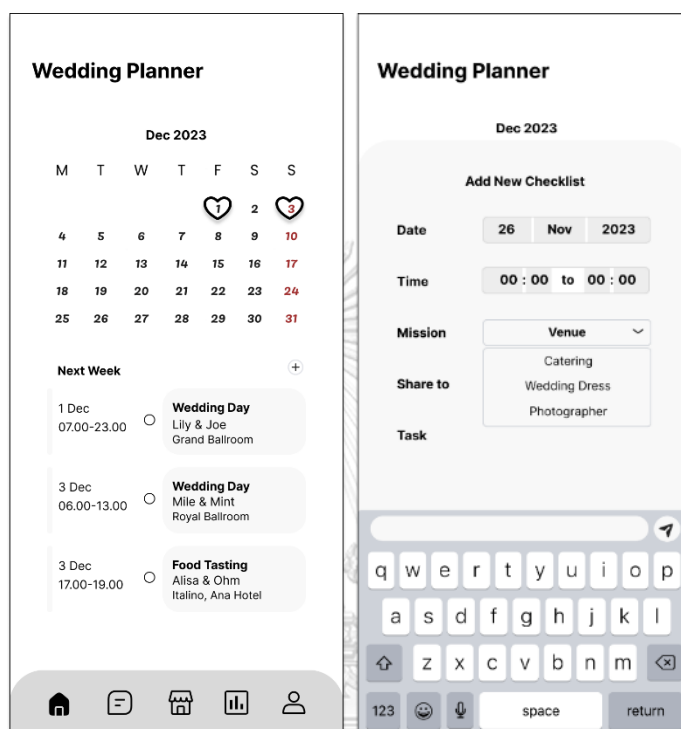 Wedding Planner
Dec 2023
M T W T F S S
1 2 3
4 5 6 7 8 9 10
11 12 13 14 15 16 17
18 19 20 21 22 23 24
25 26 27 28 29 30 31
Next Week
1 Dec
07.00-23.00
Wedding Day
Lily & Joe
Grand Ballroom
3 Dec
06.00-13.00
Wedding Day
Mile & Mint
Royal Ballroom
3 Dec
17.00-19.00
Food Tasting
Alisa & Ohm
Italino, Ana Hotel
Wedding Planner
Dec 2023
Add New Checklist
Date 26 Nov 2023
Time 00 : 00 to 00 : 00
Mission Venue
Catering
Share to Wedding Dress
Photographer
Task
q w e r t y u i o p
a s d f g h j k l
z x c v b n m
123 space return